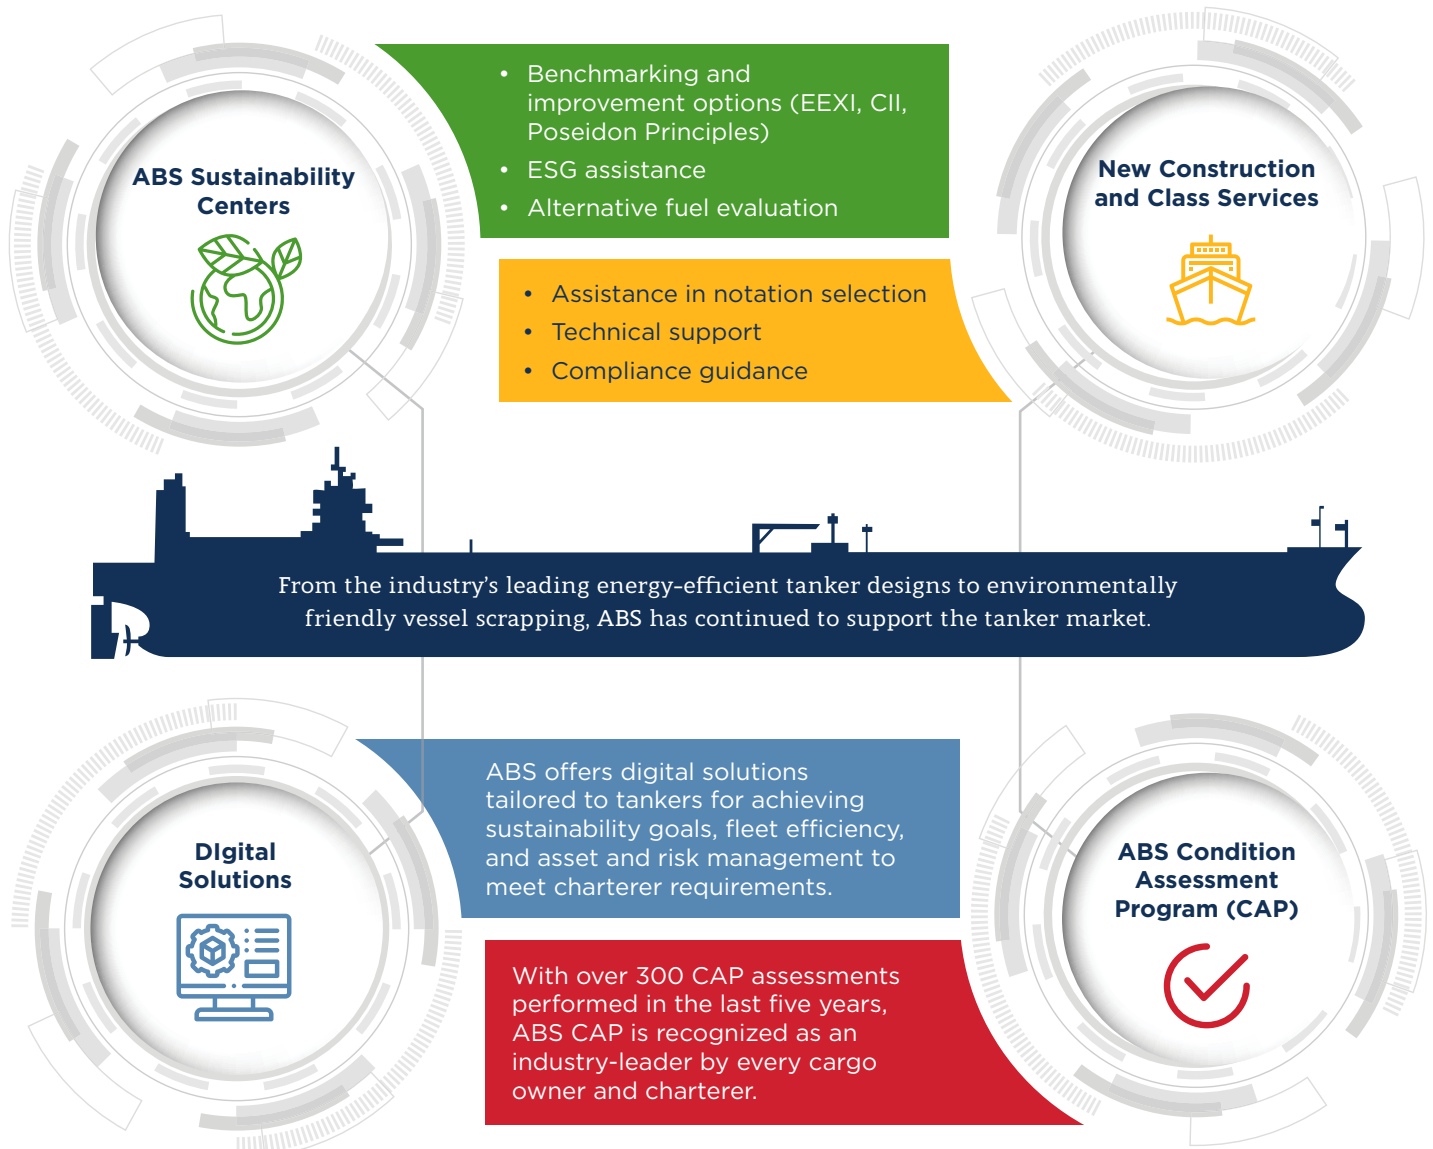 ABS Sustainability
Centers
• Benchmarking and
improvement options (EEXI, CII,
Poseidon Principles)
• ESG assistance
• Alternative fuel evaluation
New Construction
and Class Services
• Assistance in notation selection
• Technical support
• Compliance guidance
From the industry's leading energy-efficient tanker designs to environmentally
friendly vessel scrapping, ABS has continued to support the tanker market.
DIgital
Solutions
ABS offers digital solutions
tailored to tankers for achieving
sustainability goals, fleet efficiency,
and asset and risk management to
meet charterer requirements.
ABS Condition
Assessment
Program (CAP)
With over 300 CAP assessments
performed in the last five years,
ABS CAP is recognized as an
industry-leader by every cargo
owner and charterer.